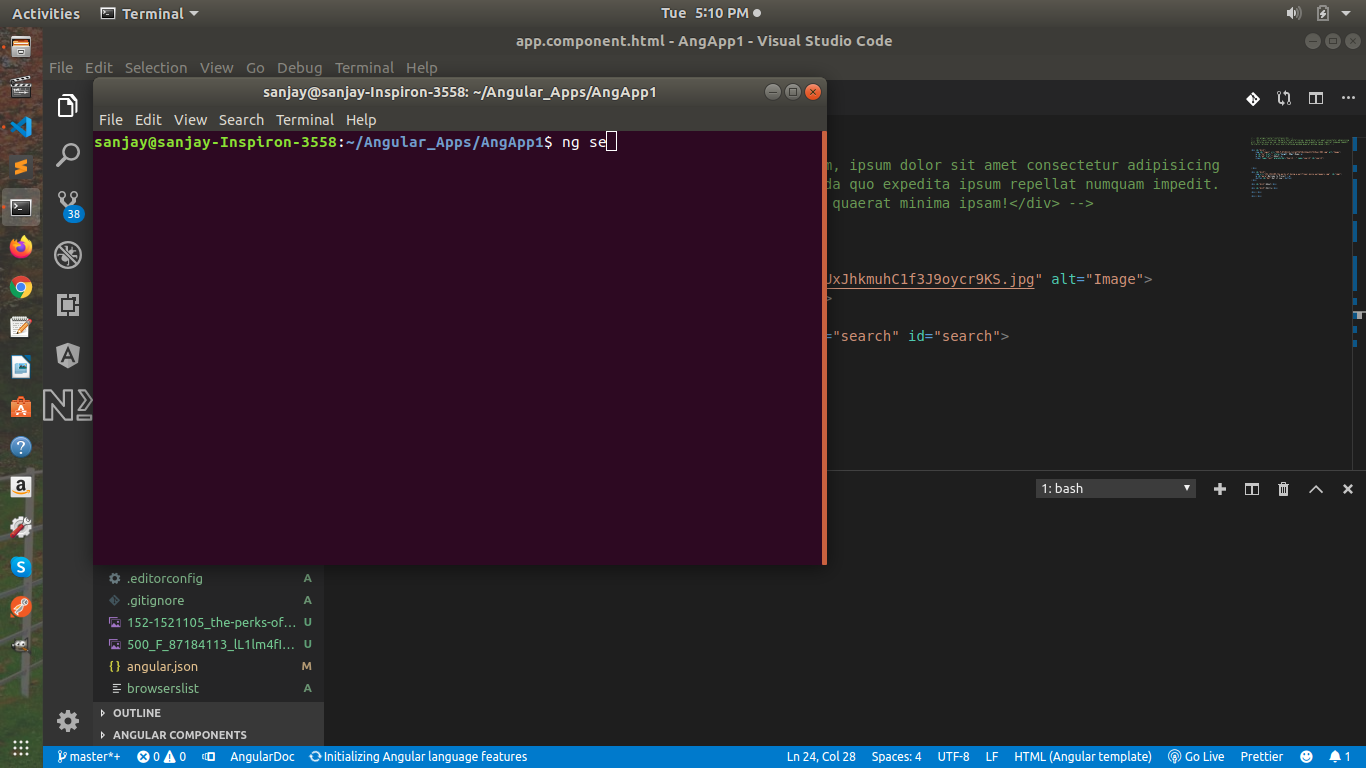 Activities Terminal Tue 5:10 PM
app.component.html - AngApp1 - Visual Studio Code
File Edit Selection View Go Debug Terminal Help
sanjay@sanjay-Inspiron-3558: ~/Angular_Apps/AngApp1
File Edit View Search Terminal Help
sanjay@sanjay-Inspiron-3558:~/Angular_Apps/AngApp1$ ng se
, ipsum dolor sit amet consectetur adipisicing
da quo expedita ipsum repellat numquam impedit.
quaerat minima ipsam!</div> -->
38
UxJhkmuhC1f3J9oycr9KS.jpg" alt="Image">
>
="search" id="search">
1: bash
.editorconfig A
.gitignore A
152-1521105_the-perks-of... U
500_F_87184113_lL1lm4fI... U
{} angular.json M
browserslist A
OUTLINE
ANGULAR COMPONENTS
master*+ 0 0 AngularDoc Initializing Angular language features Ln 24, Col 28 Spaces: 4 UTF-8 LF HTML (Angular template) Go Live Prettier 1